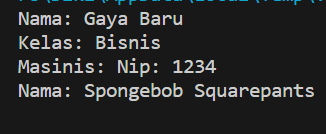 Nama: Gaya Baru
Kelas: Bisnis
Masinis: Nip: 1234
Nama: Spongebob Squarepants